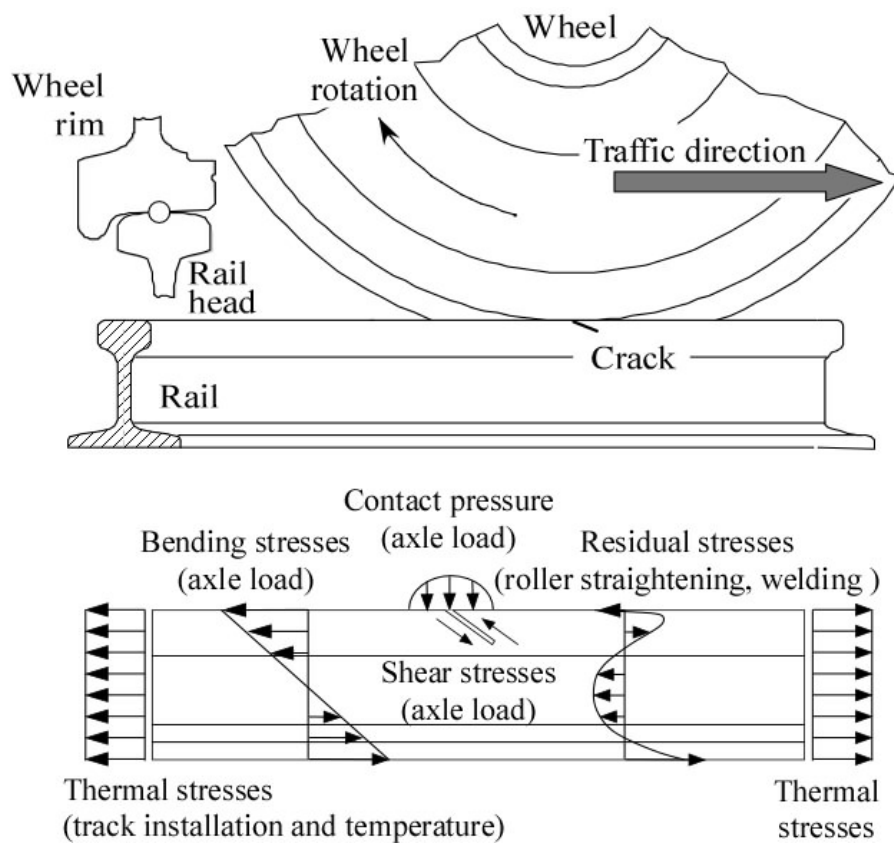 Wheel
Wheel
rotation
Wheel
rim
Traffic direction
Rail
head
Crack
Rail
Contact pressure
(axle load)
Bending stresses
(axle load)
Residual stresses
(roller straightening, welding )
Shear stresses
(axle load)
Thermal stresses
(track installation and temperature)
Thermal
stresses